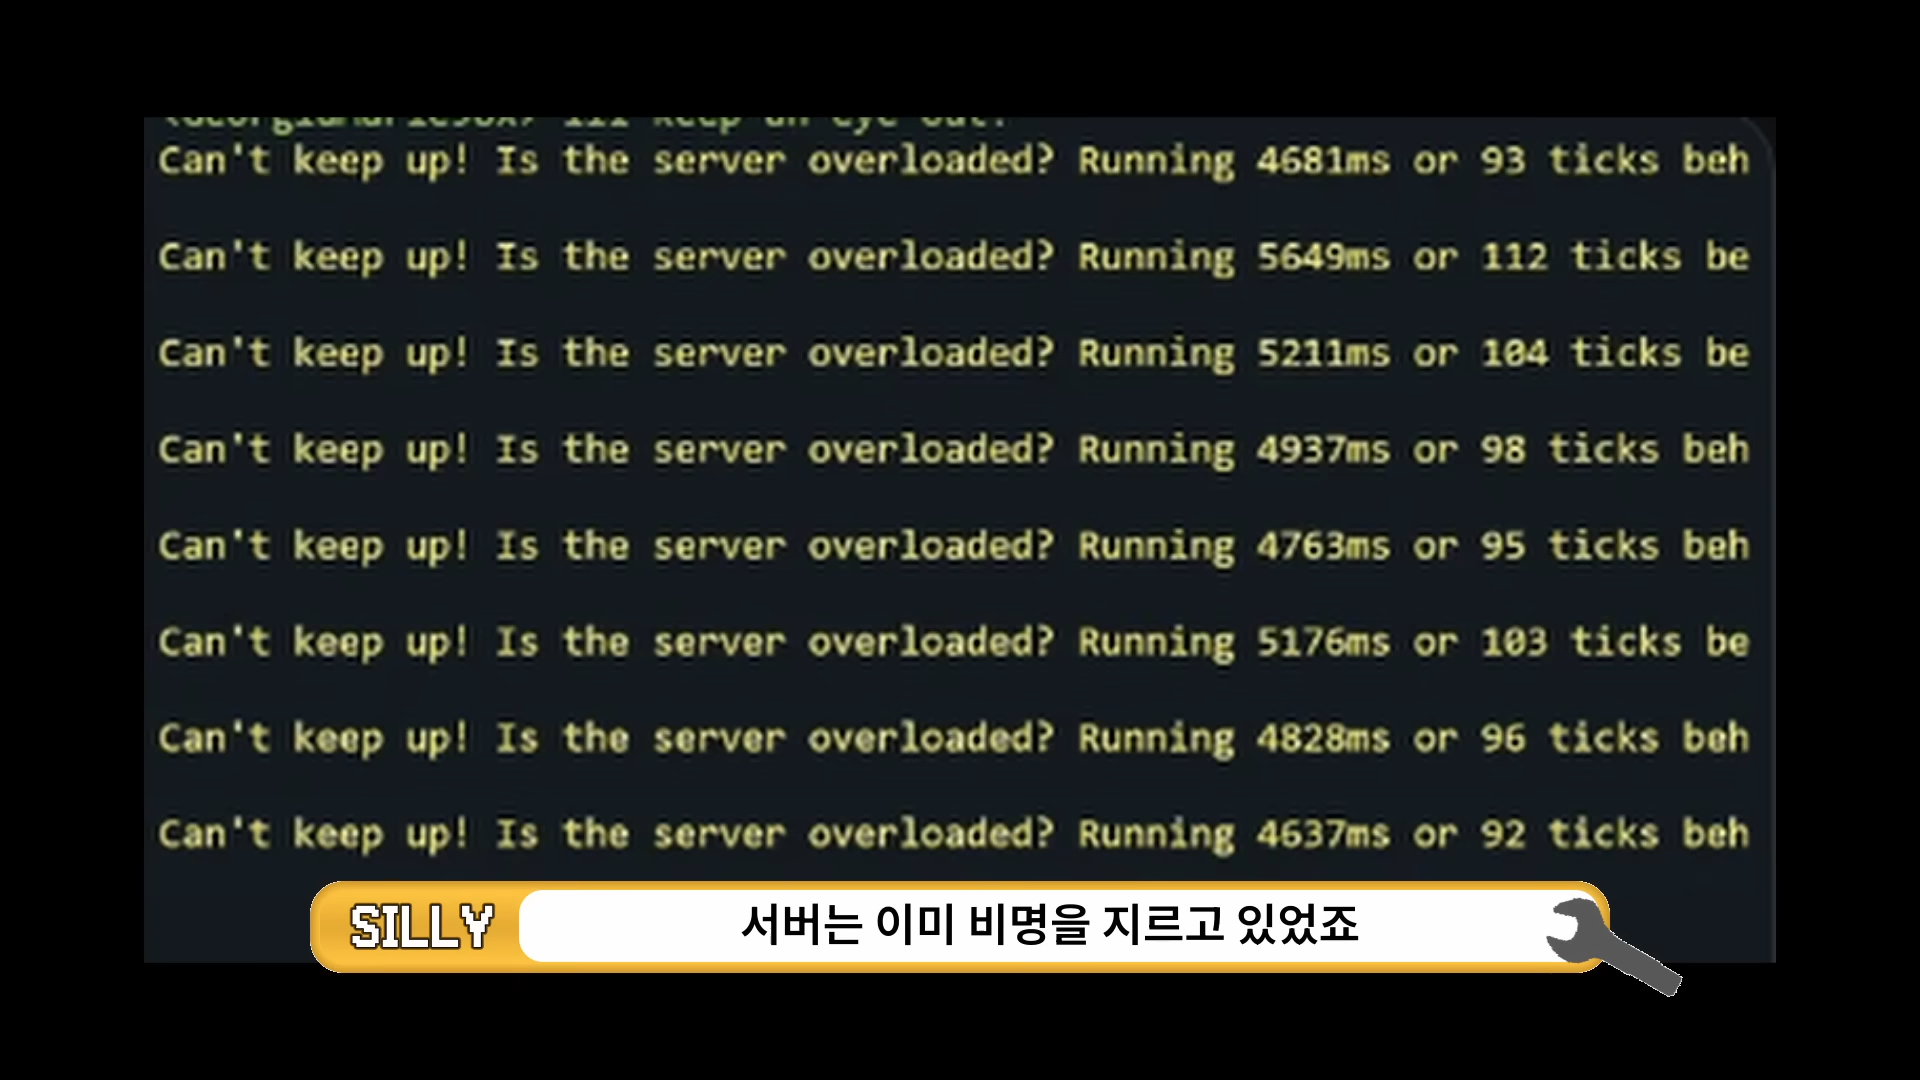 Ill keep an eye out!
Can't keep up! Is the server overloaded? Running 4681ms or 93 ticks beh
Can't keep up! Is the server overloaded? Running 5649ms or 112 ticks be
Can't keep up! Is the server overloaded? Running 5211ms or 104 ticks be
Can't keep up! Is the server overloaded? Running 4937ms or 98 ticks beh
Can't keep up! Is the server overloaded? Running 4763ms or 95 ticks beh
Can't keep up! Is the server overloaded? Running 5176ms or 103 ticks be
Can't keep up! Is the server overloaded? Running 4828ms or 96 ticks beh
Can't keep up! Is the server overloaded? Running 4637ms or 92 ticks beh
SILLY 서버는 이미 비명을 지르고 있었죠